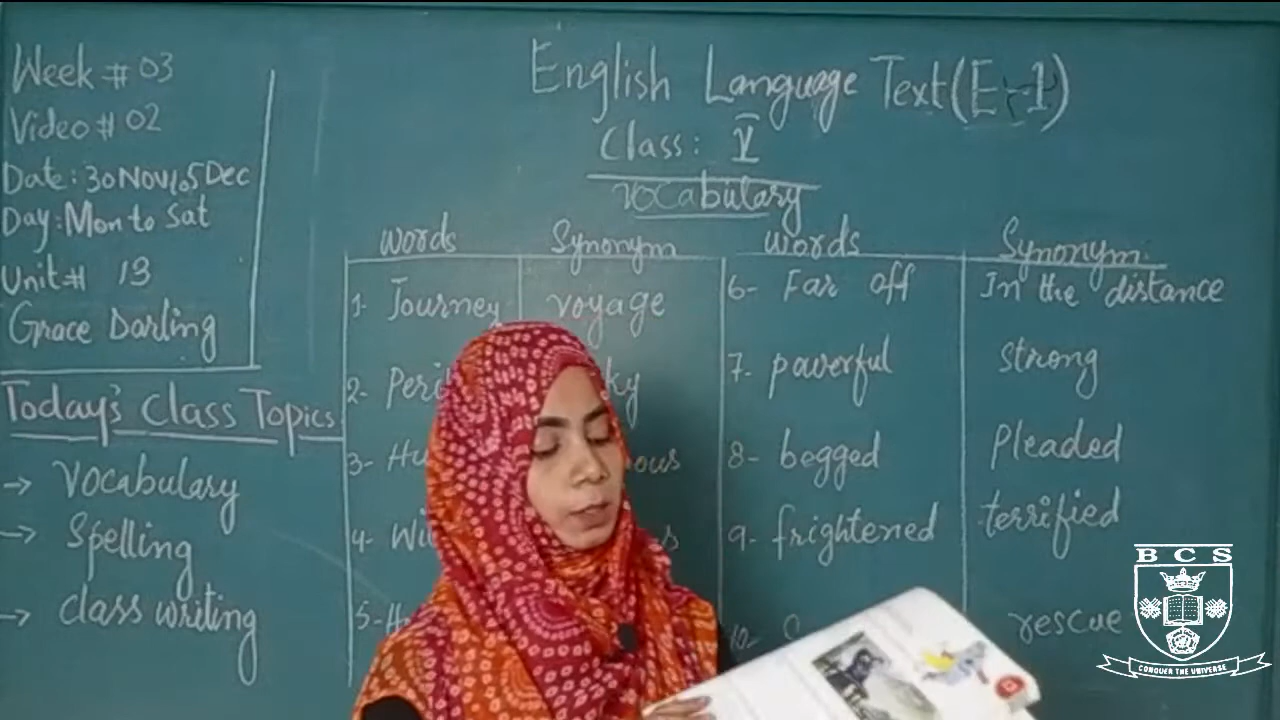 Week # 03
Video # 02
Date: 30 Nov to 5 Dec
Day: Mon to Sat
Unit # 13
Grace Darling
Today's Class Topics
→ Vocabulary
→ Spelling
→ Class writing
English Language Text (E-1)
Class: V
Vocabulary
Words Synonym Words Synonym
1- Journey voyage 6- Far off In the distance
2- 7- powerful strong
3- 8- begged Pleaded
4- 9- frightened terrified
5- 10- rescue
BCS
CONQUER THE UNIVERSE